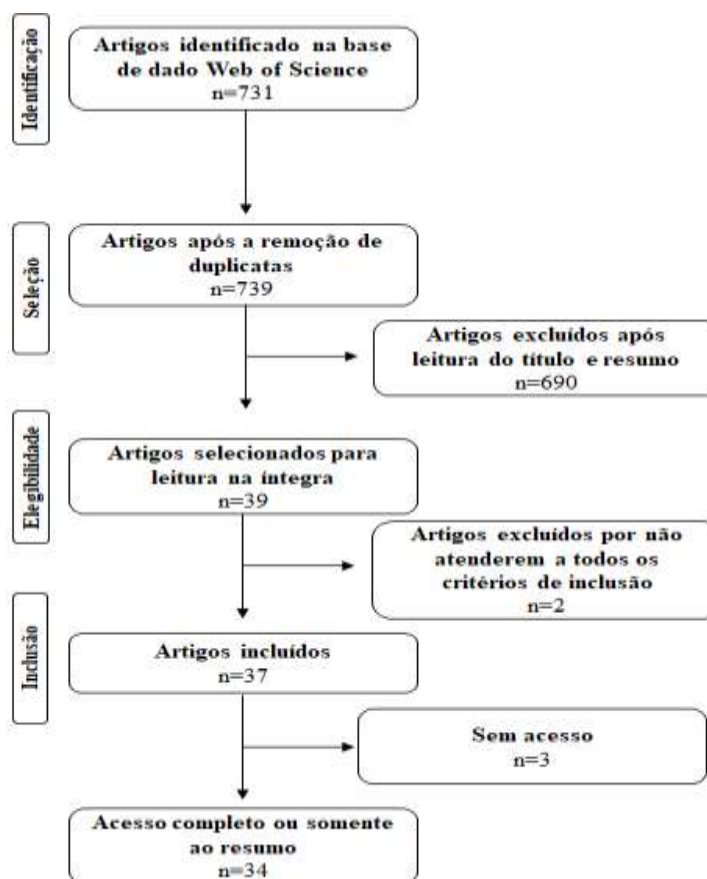 Identificação
Artigos identificado na base
de dado Web of Science
n=731
Seleção
Artigos após a remoção de
duplicatas
n=739
Artigos excluídos após
leitura do título e resumo
n=690
Elegibilidade
Artigos selecionados para
leitura na íntegra
n=39
Artigos excluídos por não
atenderem a todos os
critérios de inclusão
n=2
Inclusão
Artigos incluídos
n=37
Sem acesso
n=3
Acesso completo ou somente
ao resumo
n=34